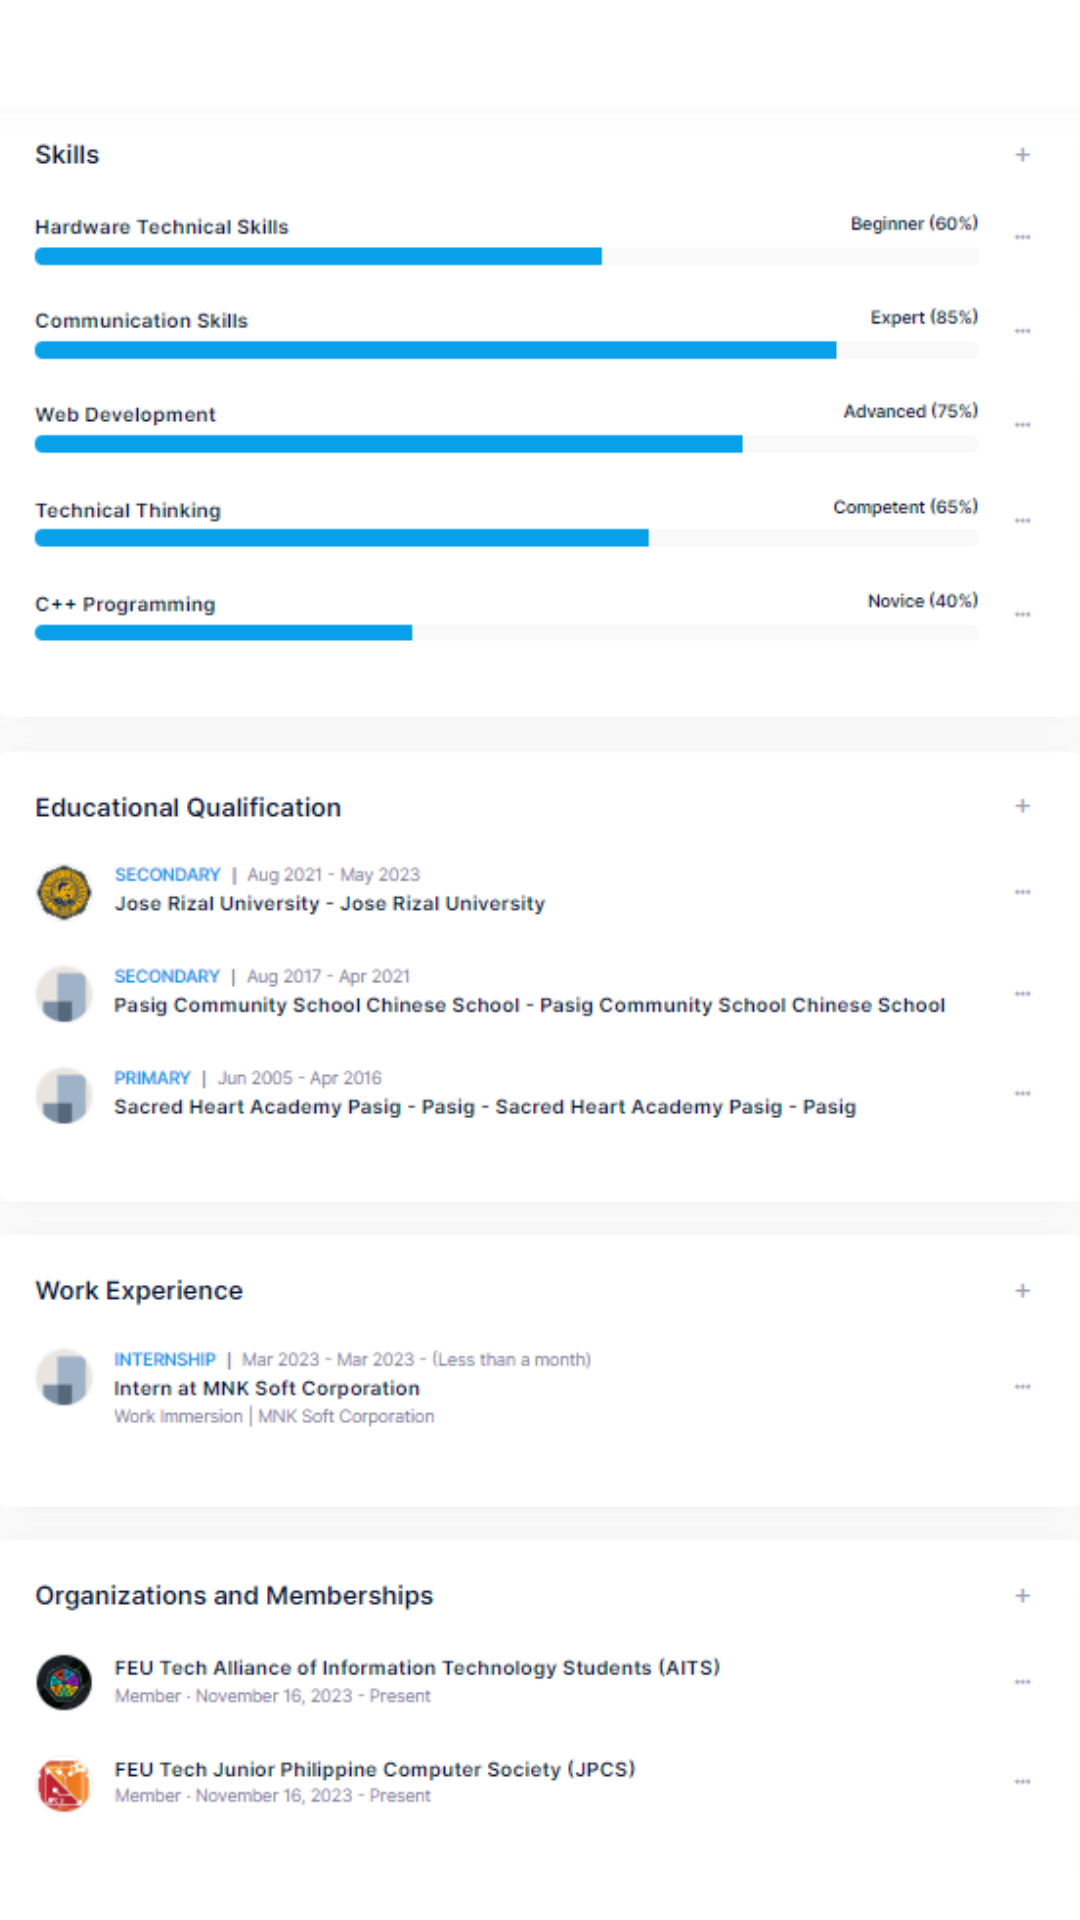 Skills
Hardware Technical Skills
Beginner (60%)
Communication Skills
Expert (85%)
Web Development
Advanced (75%)
Technical Thinking
Competent (65%)
C++ Programming
Novice (40%)
Educational Qualification
SECONDARY | Aug 2021 - May 2023
Jose Rizal University - Jose Rizal University
SECONDARY | Aug 2017 - Apr 2021
Pasig Community School Chinese School - Pasig Community School Chinese School
PRIMARY | Jun 2005 - Apr 2016
Sacred Heart Academy Pasig - Pasig - Sacred Heart Academy Pasig - Pasig
Work Experience
INTERNSHIP | Mar 2023 - Mar 2023 - (Less than a month)
Intern at MNK Soft Corporation
Work Immersion | MNK Soft Corporation
Organizations and Memberships
FEU Tech Alliance of Information Technology Students (AITS)
Member · November 16, 2023 - Present
FEU Tech Junior Philippine Computer Society (JPCS)
Member · November 16, 2023 - Present